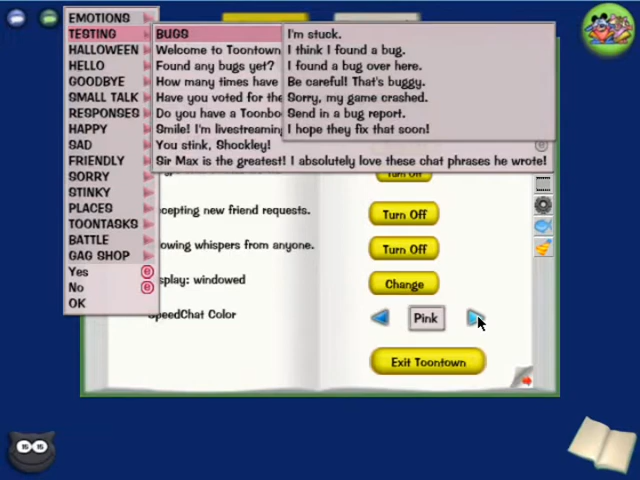 EMOTIONS
TESTING
HALLOWEEN
HELLO
GOODBYE
SMALL TALK
RESPONSES
HAPPY
SAD
FRIENDLY
SORRY
STINKY
PLACES
TOONTASKS
BATTLE
GAG SHOP
Yes
No
OK
BUGS
Welcome to Toontown
Found any bugs yet?
How many times have
Have you voted for the
Do you have a Toonbo
Smile! I'm livestreaming
You stink, Shockley!
Sir Max is the greatest! I absolutely love these chat phrases he wrote!
I'm stuck.
I think I found a bug.
I found a bug over here.
Be careful! That's buggy.
Sorry, my game crashed.
Send in a bug report.
I hope they fix that soon!
Turn Off
ccepting new friend requests.
Turn Off
owing whispers from anyone.
Turn Off
splay: windowed
Change
SpeedChat Color
Pink
Exit Toontown